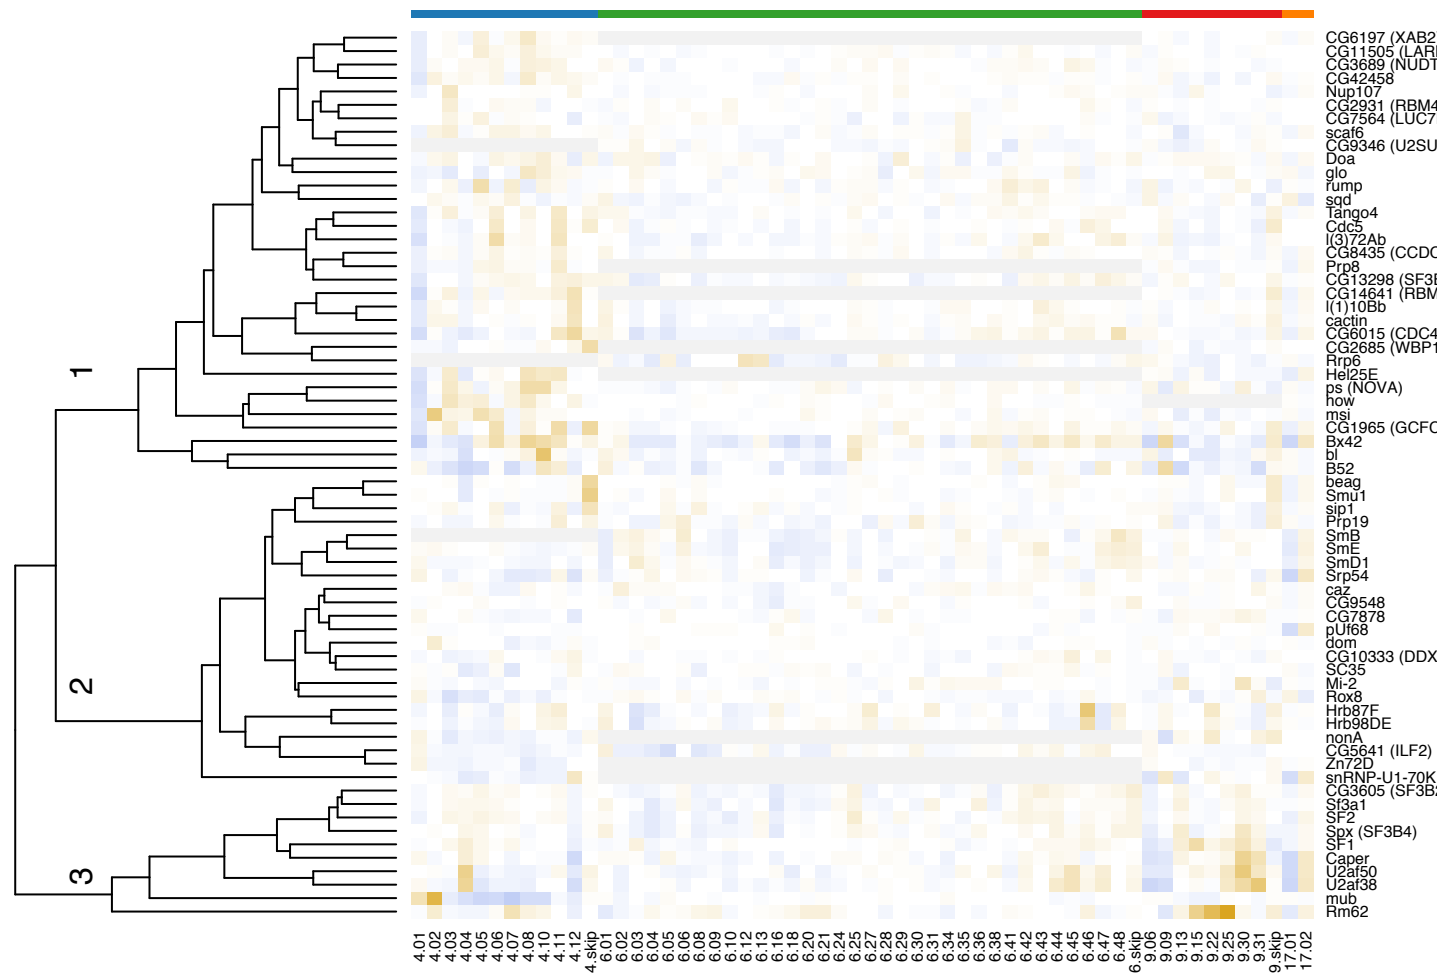 CG6197 (XAB2
CG11505 (LARI
CG3689 (NUDT
CG42458
Nup107
CG2931 (RBM4
CG7564 (LUC7
scaf6
CG9346 (U2SU
Doa
glo
rump
sqd
Tango4
Cdc5
l(3)72Ab
CG8435 (CCDC
Prp8
CG13298 (SF3B
CG14641 (RBM
l(1)10Bb
cactin
CG6015 (CDC4
CG2685 (WBP1
Rrp6
Hel25E
ps (NOVA)
how
msi
CG1965 (GCFC
Bx42
bl
B52
beag
Smu1
sip1
Prp19
SmB
SmE
SmD1
Srp54
caz
CG9548
CG7878
pUf68
dom
CG10333 (DDX
SC35
Mi-2
Rox8
Hrb87F
Hrb98DE
nonA
CG5641 (ILF2)
Zn72D
snRNP-U1-70K
CG3605 (SF3B2
Sf3a1
SF2
Spx (SF3B4)
SF1
Caper
U2af50
U2af38
mub
Rm62
1
2
3
4.01
4.02
4.03
4.04
4.05
4.06
4.07
4.08
4.10
4.11
4.12
4.skip
6.01
6.02
6.03
6.04
6.05
6.06
6.08
6.09
6.10
6.12
6.13
6.16
6.18
6.20
6.21
6.24
6.25
6.27
6.28
6.29
6.30
6.31
6.34
6.35
6.36
6.38
6.41
6.42
6.43
6.44
6.45
6.46
6.47
6.48
6.skip
9.06
9.09
9.13
9.15
9.22
9.25
9.30
9.31
9.skip
17.01
17.02